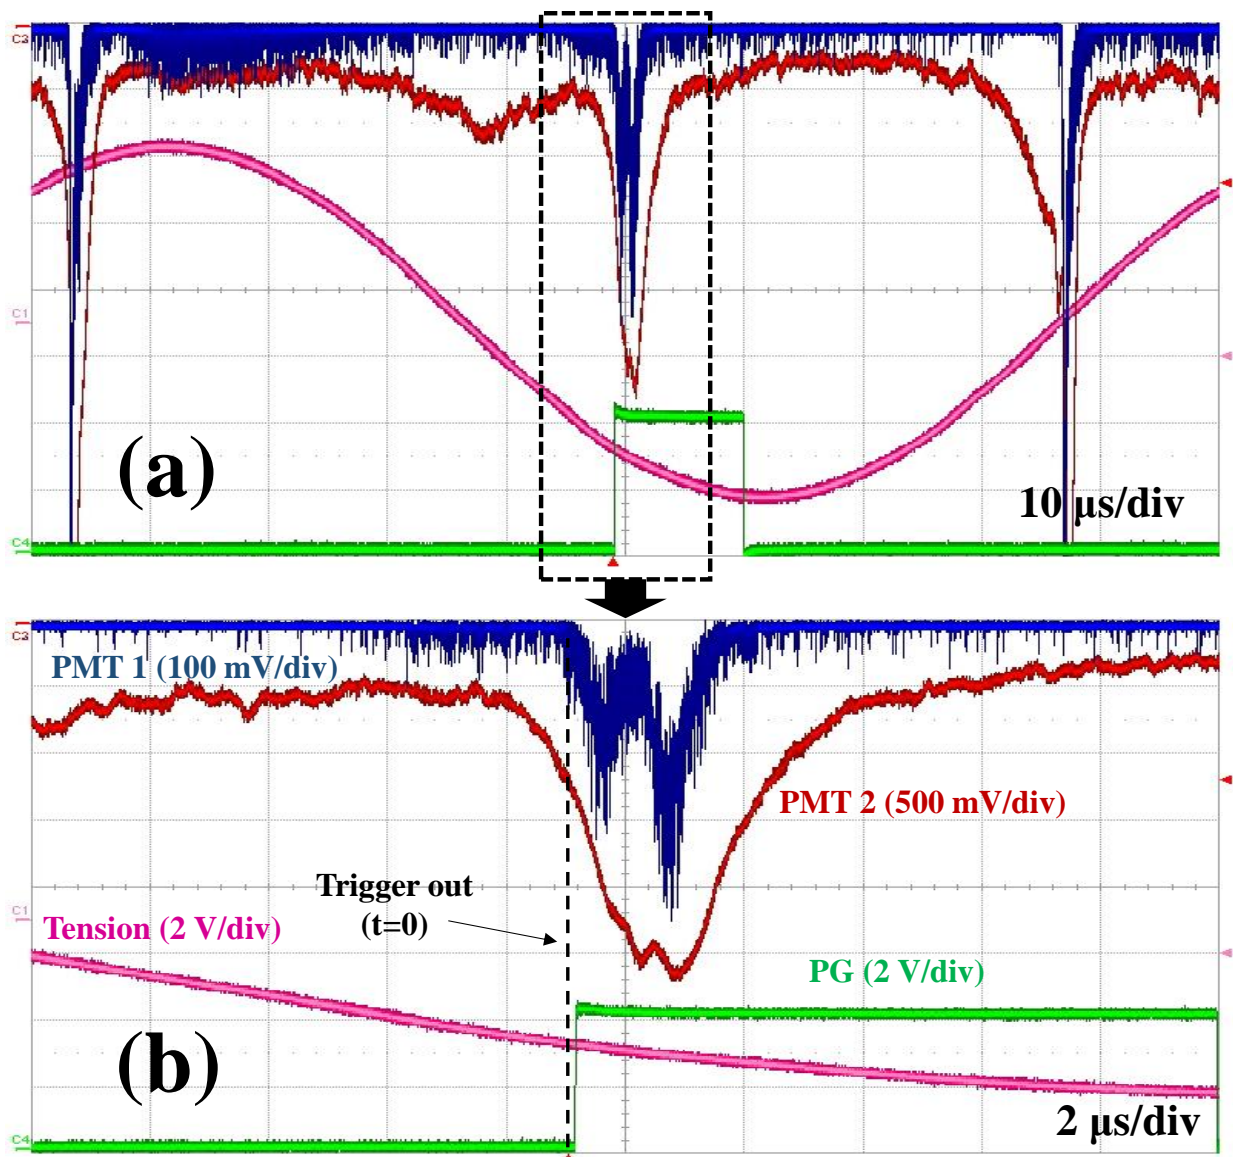 C3
C1
(a)
10 μs/div
C4
C3
PMT 1 (100 mV/div)
PMT 2 (500 mV/div)
Trigger out
(t=0)
C1
Tension (2 V/div)
PG (2 V/div)
(b)
2 μs/div
C4